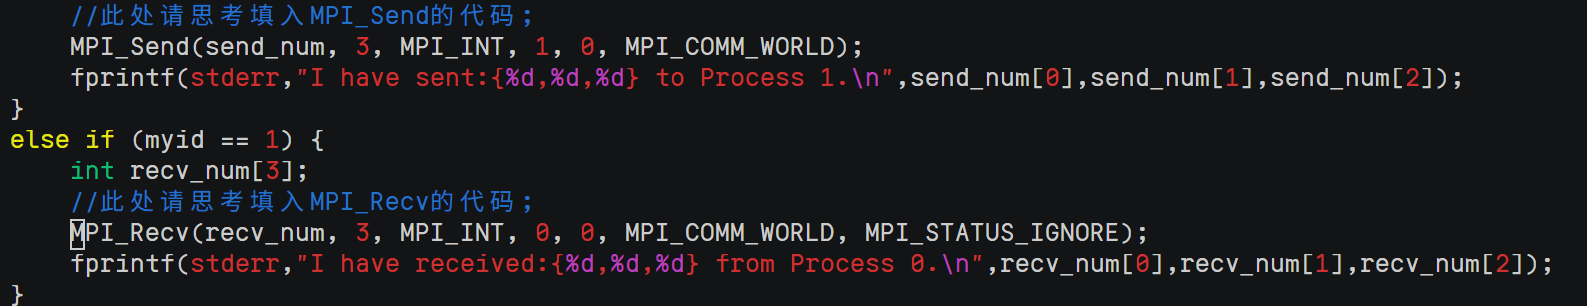 //此处请思考填入MPI_Send的代码;
MPI_Send(send_num, 3, MPI_INT, 1, 0, MPI_COMM_WORLD);
fprintf(stderr,"I have sent:{%d,%d,%d} to Process 1.\n",send_num[0],send_num[1],send_num[2]);
}
else if (myid == 1) {
int recv_num[3];
//此处请思考填入MPI_Recv的代码;
MPI_Recv(recv_num, 3, MPI_INT, 0, 0, MPI_COMM_WORLD, MPI_STATUS_IGNORE);
fprintf(stderr,"I have received:{%d,%d,%d} from Process 0.\n",recv_num[0],recv_num[1],recv_num[2]);
}